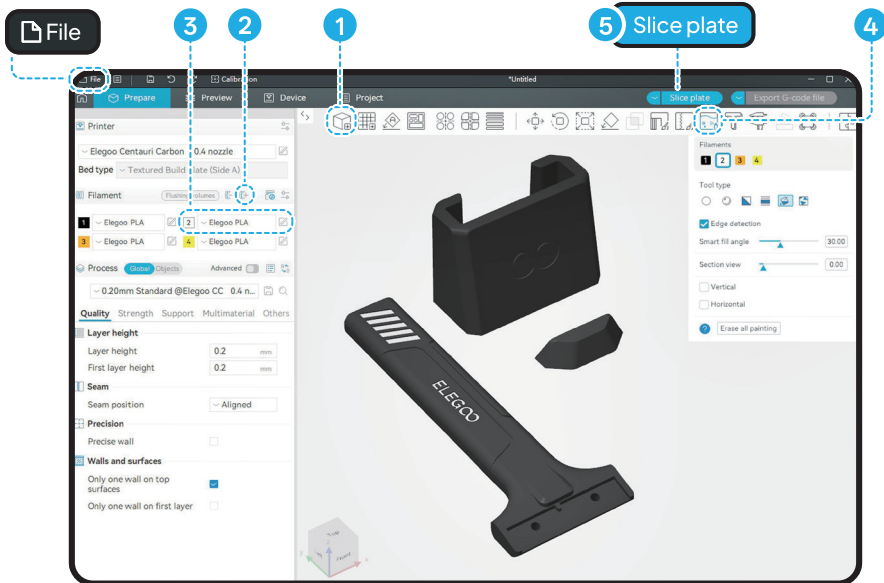 File
3
2
1
5 Slice plate
4
File
Calibration
*Untitled
Prepare
Preview
Device
Project
Slice plate
Export G-code file
Printer
Elegoo Centauri Carbon 0.4 nozzle
Bed type
Textured Build Plate (Side A)
Filament
Flushing volumes
1 Elegoo PLA
2 Elegoo PLA
3 Elegoo PLA
4 Elegoo PLA
Process Global Objects Advanced
0.20mm Standard @Elegoo CC 0.4 n...
Quality Strength Support Multimaterial Others
Layer height
Layer height 0.2 mm
First layer height 0.2 mm
Seam
Seam position Aligned
Precision
Precise wall
Walls and surfaces
Only one wall on top
surfaces
Only one wall on first layer
Filaments
1 2 3 4
Tool type
Edge detection
Smart fill angle 30.00
Section view 0.00
Vertical
Horizontal
? Erase all painting
ELEGOO
Front
y
z
x